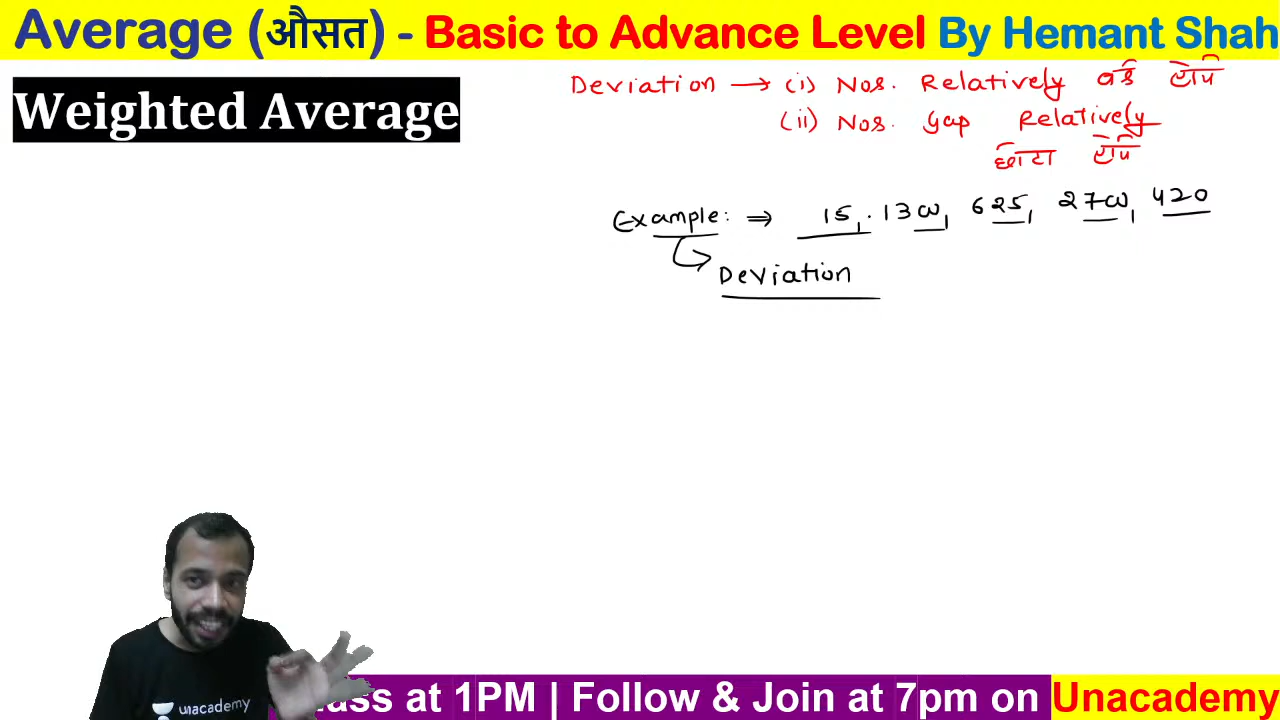 Average (औसत) - Basic to Advance Level By Hemant Shah
Weighted Average
Deviation → (i) Nos. Relatively
(ii) Nos. gap Relatively
छोटा
Example: ⇒ 15, 1300, 625, 2700, 420
Deviation
unacademy
ass at 1PM | Follow & Join at 7pm on Unacademy